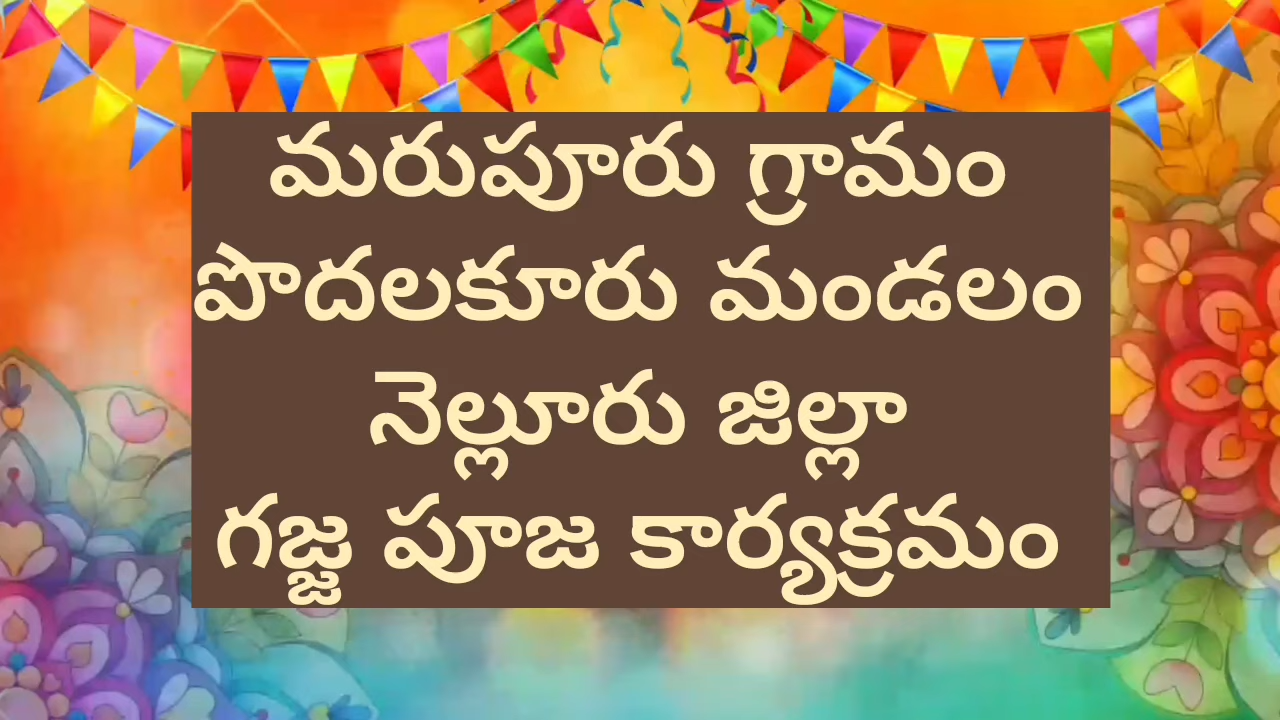 మరుపూరు గ్రామం
పొదలకూరు మండలం
నెల్లూరు జిల్లా
గజ్జ పూజ కార్యక్రమం